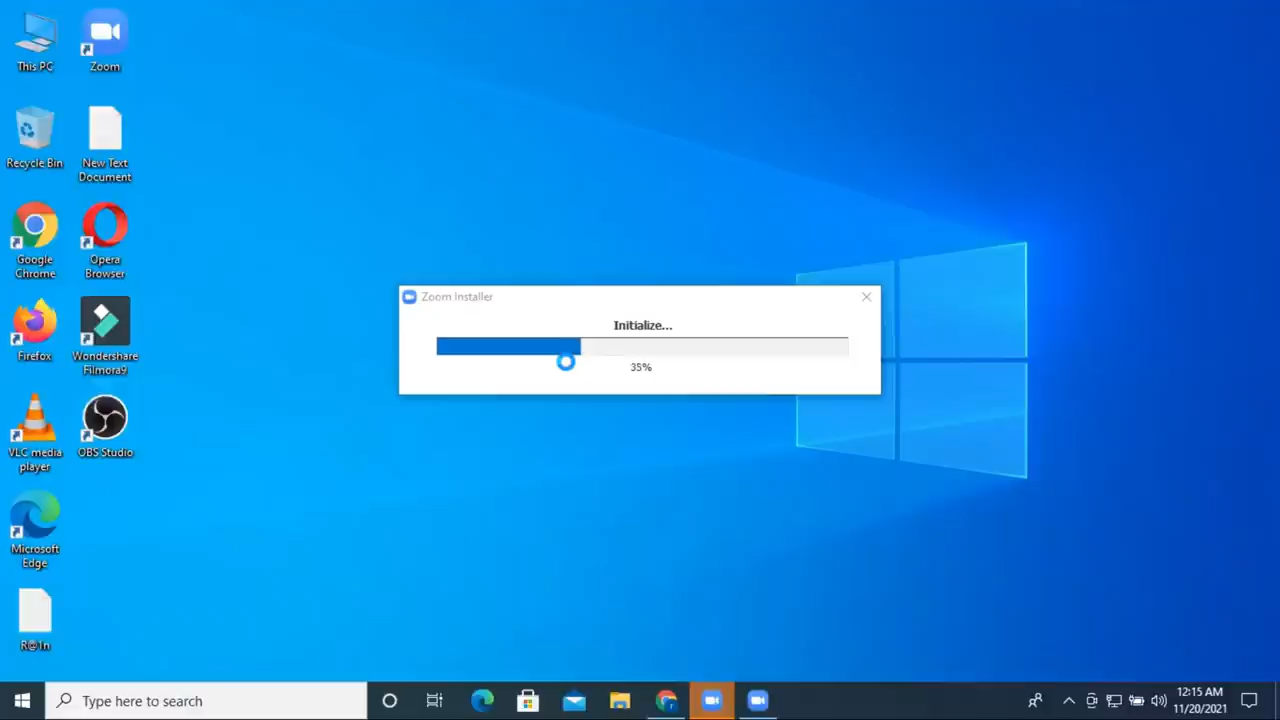 This PC
Zoom
Recycle Bin
New Text
Document
Google
Chrome
Opera
Browser
Firefox
Wondershare
Filmora9
VLC media
player
OBS Studio
Microsoft
Edge
R@1n
Zoom Installer
Initialize...
35%
Type here to search
12:15 AM
11/20/2021